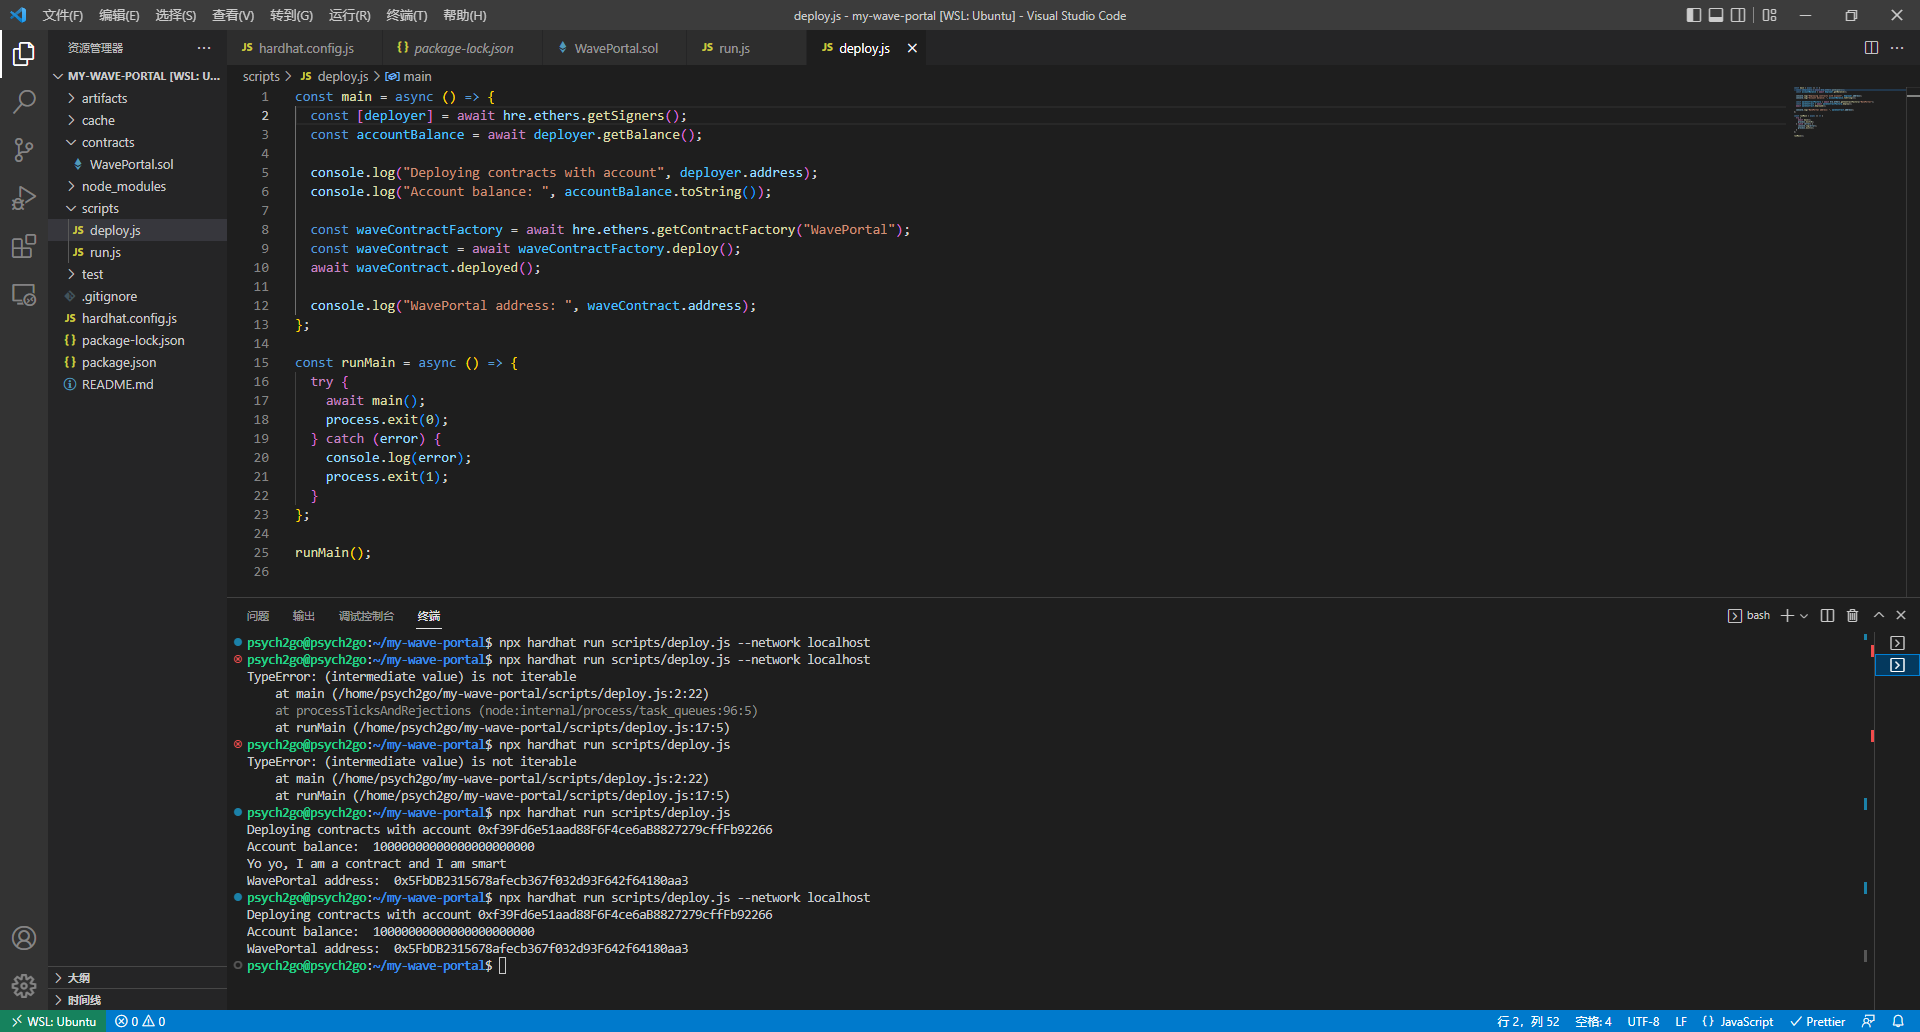 文件(F) 编辑(E) 选择(S) 查看(V) 转到(G) 运行(R) 终端(T) 帮助(H)
deploy.js - my-wave-portal [WSL: Ubuntu] - Visual Studio Code
资源管理器
MY-WAVE-PORTAL [WSL: U...
artifacts
cache
contracts
WavePortal.sol
node_modules
scripts
JS deploy.js
JS run.js
test
.gitignore
JS hardhat.config.js
{} package-lock.json
{} package.json
README.md
大纲
时间线
JS hardhat.config.js {} package-lock.json WavePortal.sol JS run.js JS deploy.js
scripts > JS deploy.js > main
1 const main = async () => {
2 const [deployer] = await hre.ethers.getSigners();
3 const accountBalance = await deployer.getBalance();
4
5 console.log("Deploying contracts with account", deployer.address);
6 console.log("Account balance: ", accountBalance.toString());
7
8 const waveContractFactory = await hre.ethers.getContractFactory("WavePortal");
9 const waveContract = await waveContractFactory.deploy();
10 await waveContract.deployed();
11
12 console.log("WavePortal address: ", waveContract.address);
13 };
14
15 const runMain = async () => {
16 try {
17 await main();
18 process.exit(0);
19 } catch (error) {
20 console.log(error);
21 process.exit(1);
22 }
23 };
24
25 runMain();
26
问题 输出 调试控制台 终端
bash
psych2go@psych2go:~/my-wave-portal$ npx hardhat run scripts/deploy.js --network localhost
psych2go@psych2go:~/my-wave-portal$ npx hardhat run scripts/deploy.js --network localhost
TypeError: (intermediate value) is not iterable
at main (/home/psych2go/my-wave-portal/scripts/deploy.js:2:22)
at processTicksAndRejections (node:internal/process/task_queues:96:5)
at runMain (/home/psych2go/my-wave-portal/scripts/deploy.js:17:5)
psych2go@psych2go:~/my-wave-portal$ npx hardhat run scripts/deploy.js
TypeError: (intermediate value) is not iterable
at main (/home/psych2go/my-wave-portal/scripts/deploy.js:2:22)
at runMain (/home/psych2go/my-wave-portal/scripts/deploy.js:17:5)
psych2go@psych2go:~/my-wave-portal$ npx hardhat run scripts/deploy.js
Deploying contracts with account 0xf39Fd6e51aad88F6F4ce6aB8827279cffFb92266
Account balance:  10000000000000000000000
Yo yo, I am a contract and I am smart
WavePortal address:  0x5FbDB2315678afecb367f032d93F642f64180aa3
psych2go@psych2go:~/my-wave-portal$ npx hardhat run scripts/deploy.js --network localhost
Deploying contracts with account 0xf39Fd6e51aad88F6F4ce6aB8827279cffFb92266
Account balance:  10000000000000000000000
WavePortal address:  0x5FbDB2315678afecb367f032d93F642f64180aa3
psych2go@psych2go:~/my-wave-portal$
WSL: Ubuntu 0 0 行 2，列 52 空格: 4 UTF-8 LF {} JavaScript Prettier